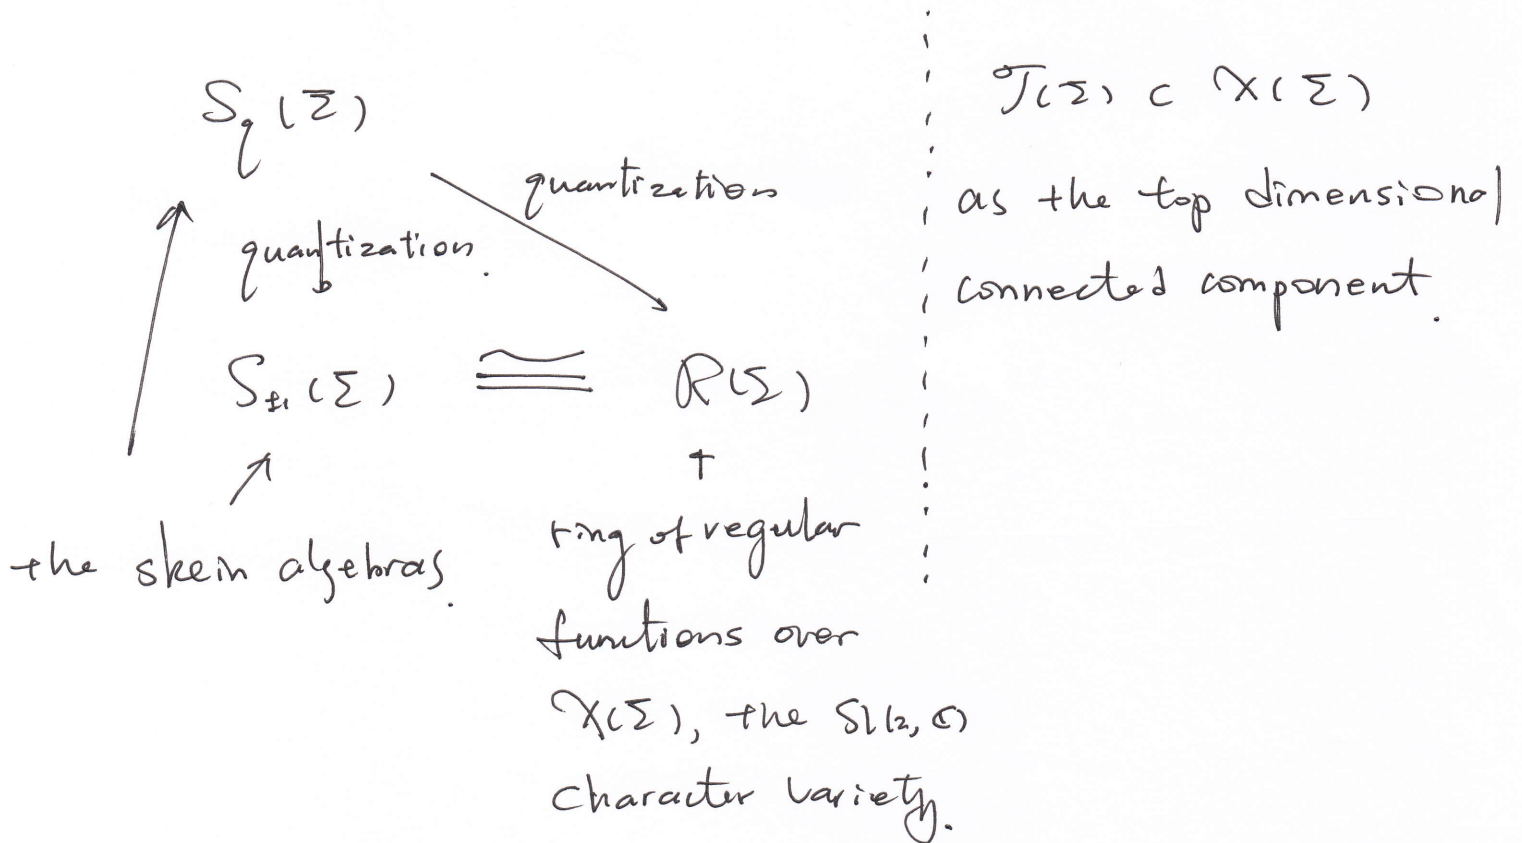 S_q(Σ)
quantization
quantization.
S_{±1}(Σ) ≅ R(Σ)
the skein algebras.
ring of regular
functions over
X(Σ), the Sl(2, C)
character variety.
T(Σ) ⊂ X(Σ)
as the top dimensional
connected component.